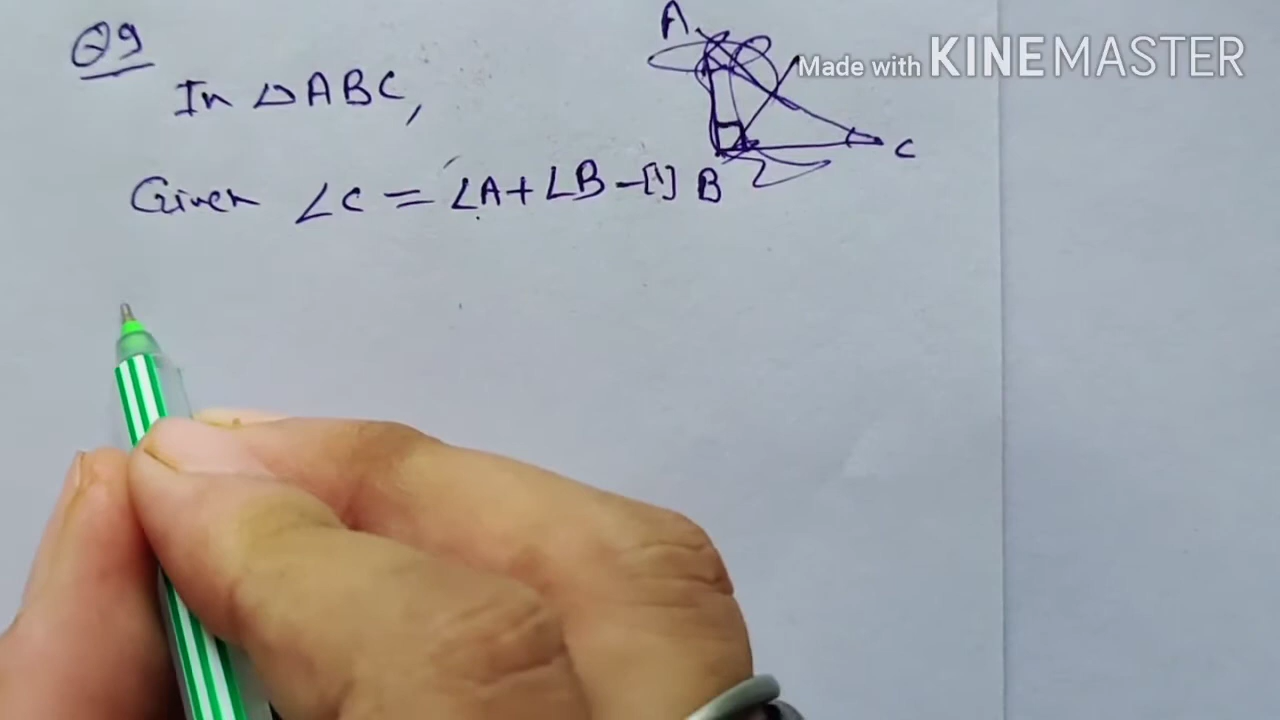 Q9
In △ABC,
Given ∠C = ∠A + ∠B - [1]
A
B
C
Made with KINEMASTER